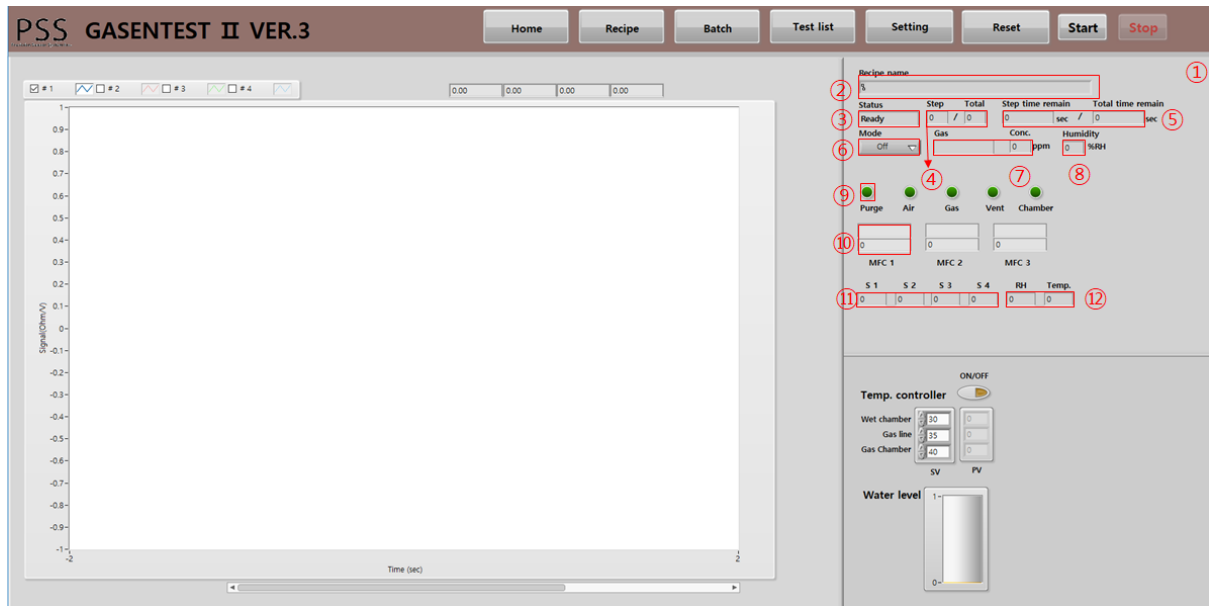 PSS GASENTEST II VER.3 Home Recipe Batch Test list Setting Reset Start Stop
# 1 # 2 # 3 # 4 0.00 0.00 0.00 0.00
Signal(Ohm/V)
1
0.9
0.8
0.7
0.6
0.5
0.4
0.3
0.2
0.1
0
-0.1
-0.2
-0.3
-0.4
-0.5
-0.6
-0.7
-0.8
-0.9
-1
-2 2
Time (sec)
①
Recipe name
② %
Status Step Total Step time remain Total time remain
③ Ready 0 / 0 0 sec / 0 sec ⑤
Mode Gas Conc. Humidity
⑥ Off 0 ppm 0 %RH
④ ⑦ ⑧
⑨
Purge Air Gas Vent Chamber
⑩ 0 0 0
MFC 1 MFC 2 MFC 3
S 1 S 2 S 3 S 4 RH Temp.
⑪ 0 0 0 0 0 0 ⑫
ON/OFF
Temp. controller
Wet chamber 30 0
Gas line 35 0
Gas Chamber 40 0
SV PV
Water level
1
0